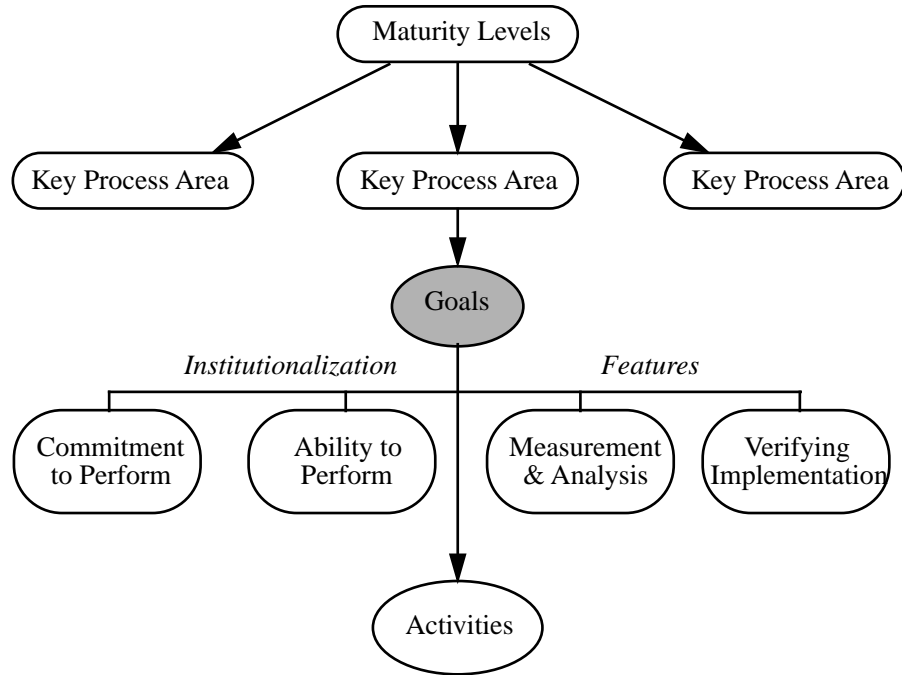 Maturity Levels
Key Process Area
Key Process Area
Key Process Area
Goals
Institutionalization
Features
Commitment
to Perform
Ability to
Perform
Measurement
& Analysis
Verifying
Implementation
Activities